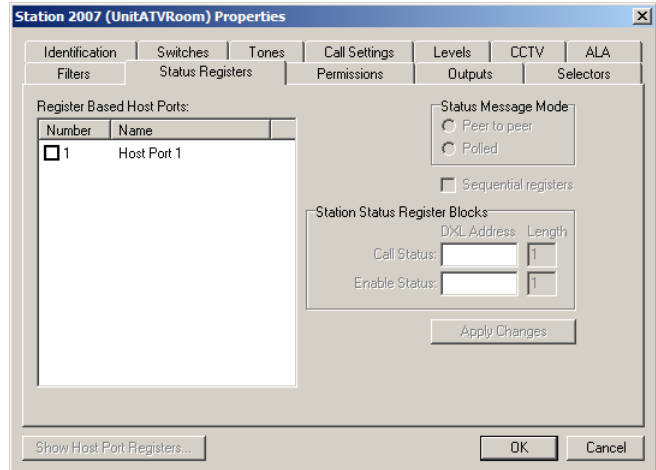 Station 2007 (UnitATVRoom) Properties
Identification Switches Tones Call Settings Levels CCTV ALA
Filters Status Registers Permissions Outputs Selectors
Register Based Host Ports:
Number Name
1 Host Port 1
Status Message Mode
Peer to peer
Polled
Sequential registers
Station Status Register Blocks
DXL Address Length
Call Status: 1
Enable Status: 1
Apply Changes
Show Host Port Registers... OK Cancel